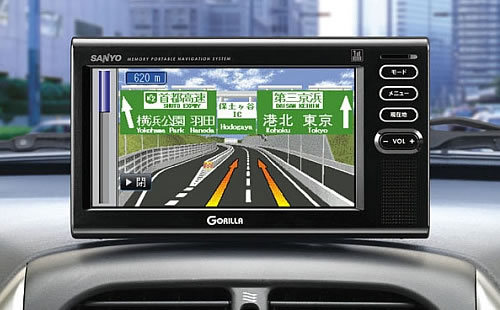 SANYO MEMORY PORTABLE NAVIGATION SYSTEM
620 m
首都高速
SHUTO EXPWY
横浜公園 羽田
Yokohama Park Haneda
保土ヶ谷
IC
Hodogaya
第三京浜
DAISAN KEIHIN
港北 東京
Kohoku Tokyo
閉
モード
メニュー
現在地
− VOL +
GORILLA